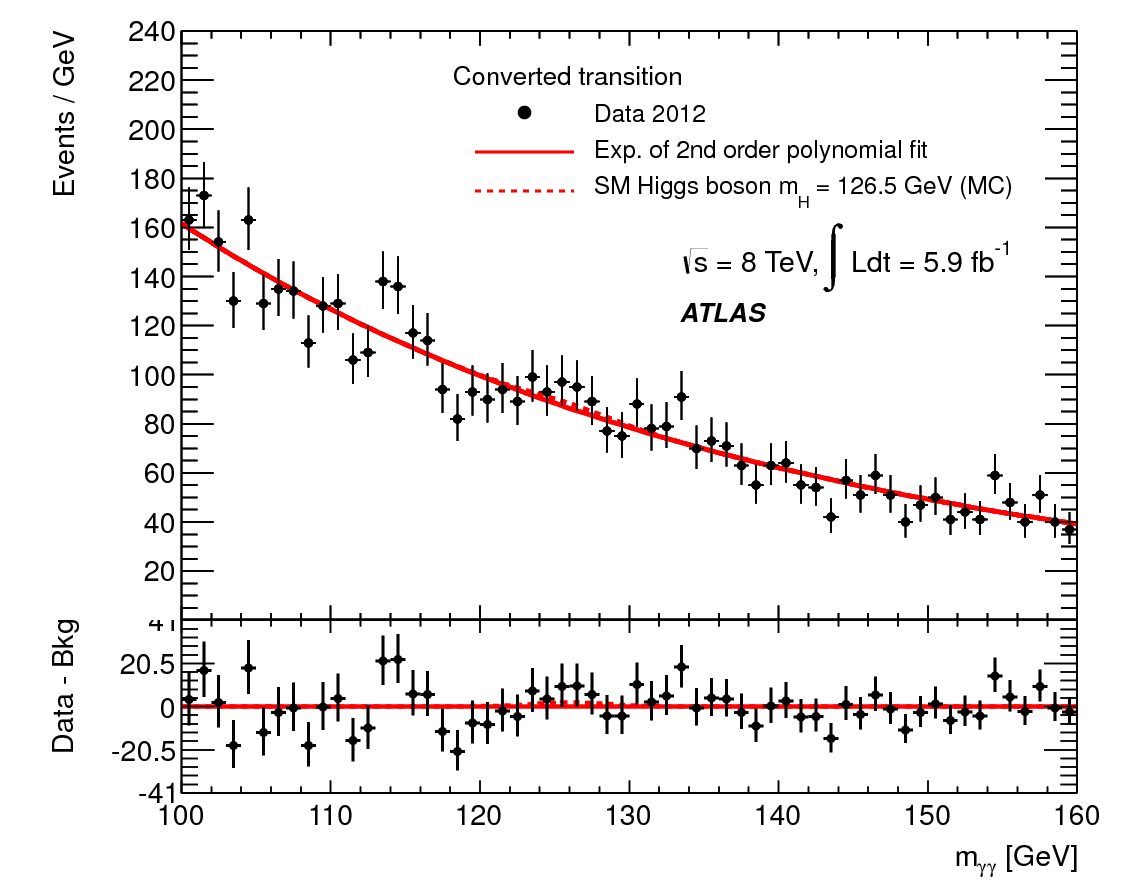 Events / GeV
240
220
200
180
160
140
120
100
80
60
40
20
Converted transition
Data 2012
Exp. of 2nd order polynomial fit
SM Higgs boson m_H = 126.5 GeV (MC)
√s = 8 TeV, ∫ Ldt = 5.9 fb⁻¹
ATLAS
Data - Bkg
41
20.5
0
-20.5
-41
100 110 120 130 140 150 160
m_γγ [GeV]